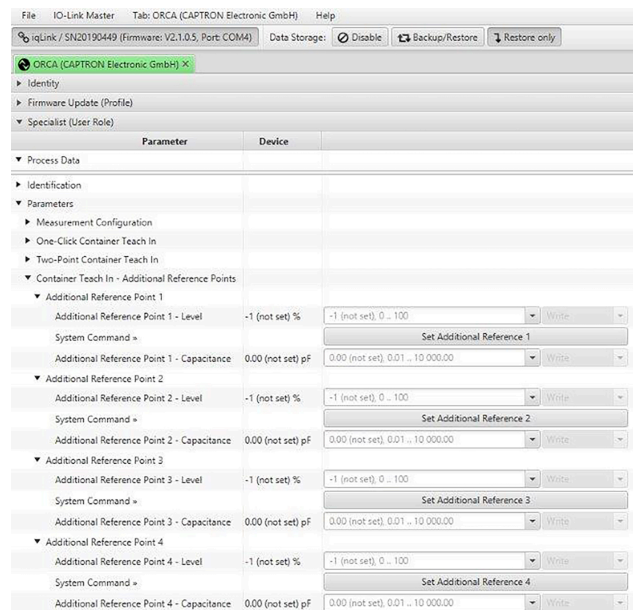 File IO-Link Master Tab: ORCA (CAPTRON Electronic GmbH) Help
iqLink / SN20190449 (Firmware: V2.1.0.5, Port: COM4) Data Storage: Disable Backup/Restore Restore only
ORCA (CAPTRON Electronic GmbH) ×
Identity
Firmware Update (Profile)
Specialist (User Role)
Parameter Device
Process Data
Identification
Parameters
Measurement Configuration
One-Click Container Teach In
Two-Point Container Teach In
Container Teach In - Additional Reference Points
Additional Reference Point 1
Additional Reference Point 1 - Level -1 (not set) % -1 (not set), 0 .. 100 Write
System Command » Set Additional Reference 1
Additional Reference Point 1 - Capacitance 0.00 (not set) pF 0.00 (not set), 0.01 .. 10 000.00 Write
Additional Reference Point 2
Additional Reference Point 2 - Level -1 (not set) % -1 (not set), 0 .. 100 Write
System Command » Set Additional Reference 2
Additional Reference Point 2 - Capacitance 0.00 (not set) pF 0.00 (not set), 0.01 .. 10 000.00 Write
Additional Reference Point 3
Additional Reference Point 3 - Level -1 (not set) % -1 (not set), 0 .. 100 Write
System Command » Set Additional Reference 3
Additional Reference Point 3 - Capacitance 0.00 (not set) pF 0.00 (not set), 0.01 .. 10 000.00 Write
Additional Reference Point 4
Additional Reference Point 4 - Level -1 (not set) % -1 (not set), 0 .. 100 Write
System Command » Set Additional Reference 4
Additional Reference Point 4 - Capacitance 0.00 (not set) pF 0.00 (not set), 0.01 .. 10 000.00 Write